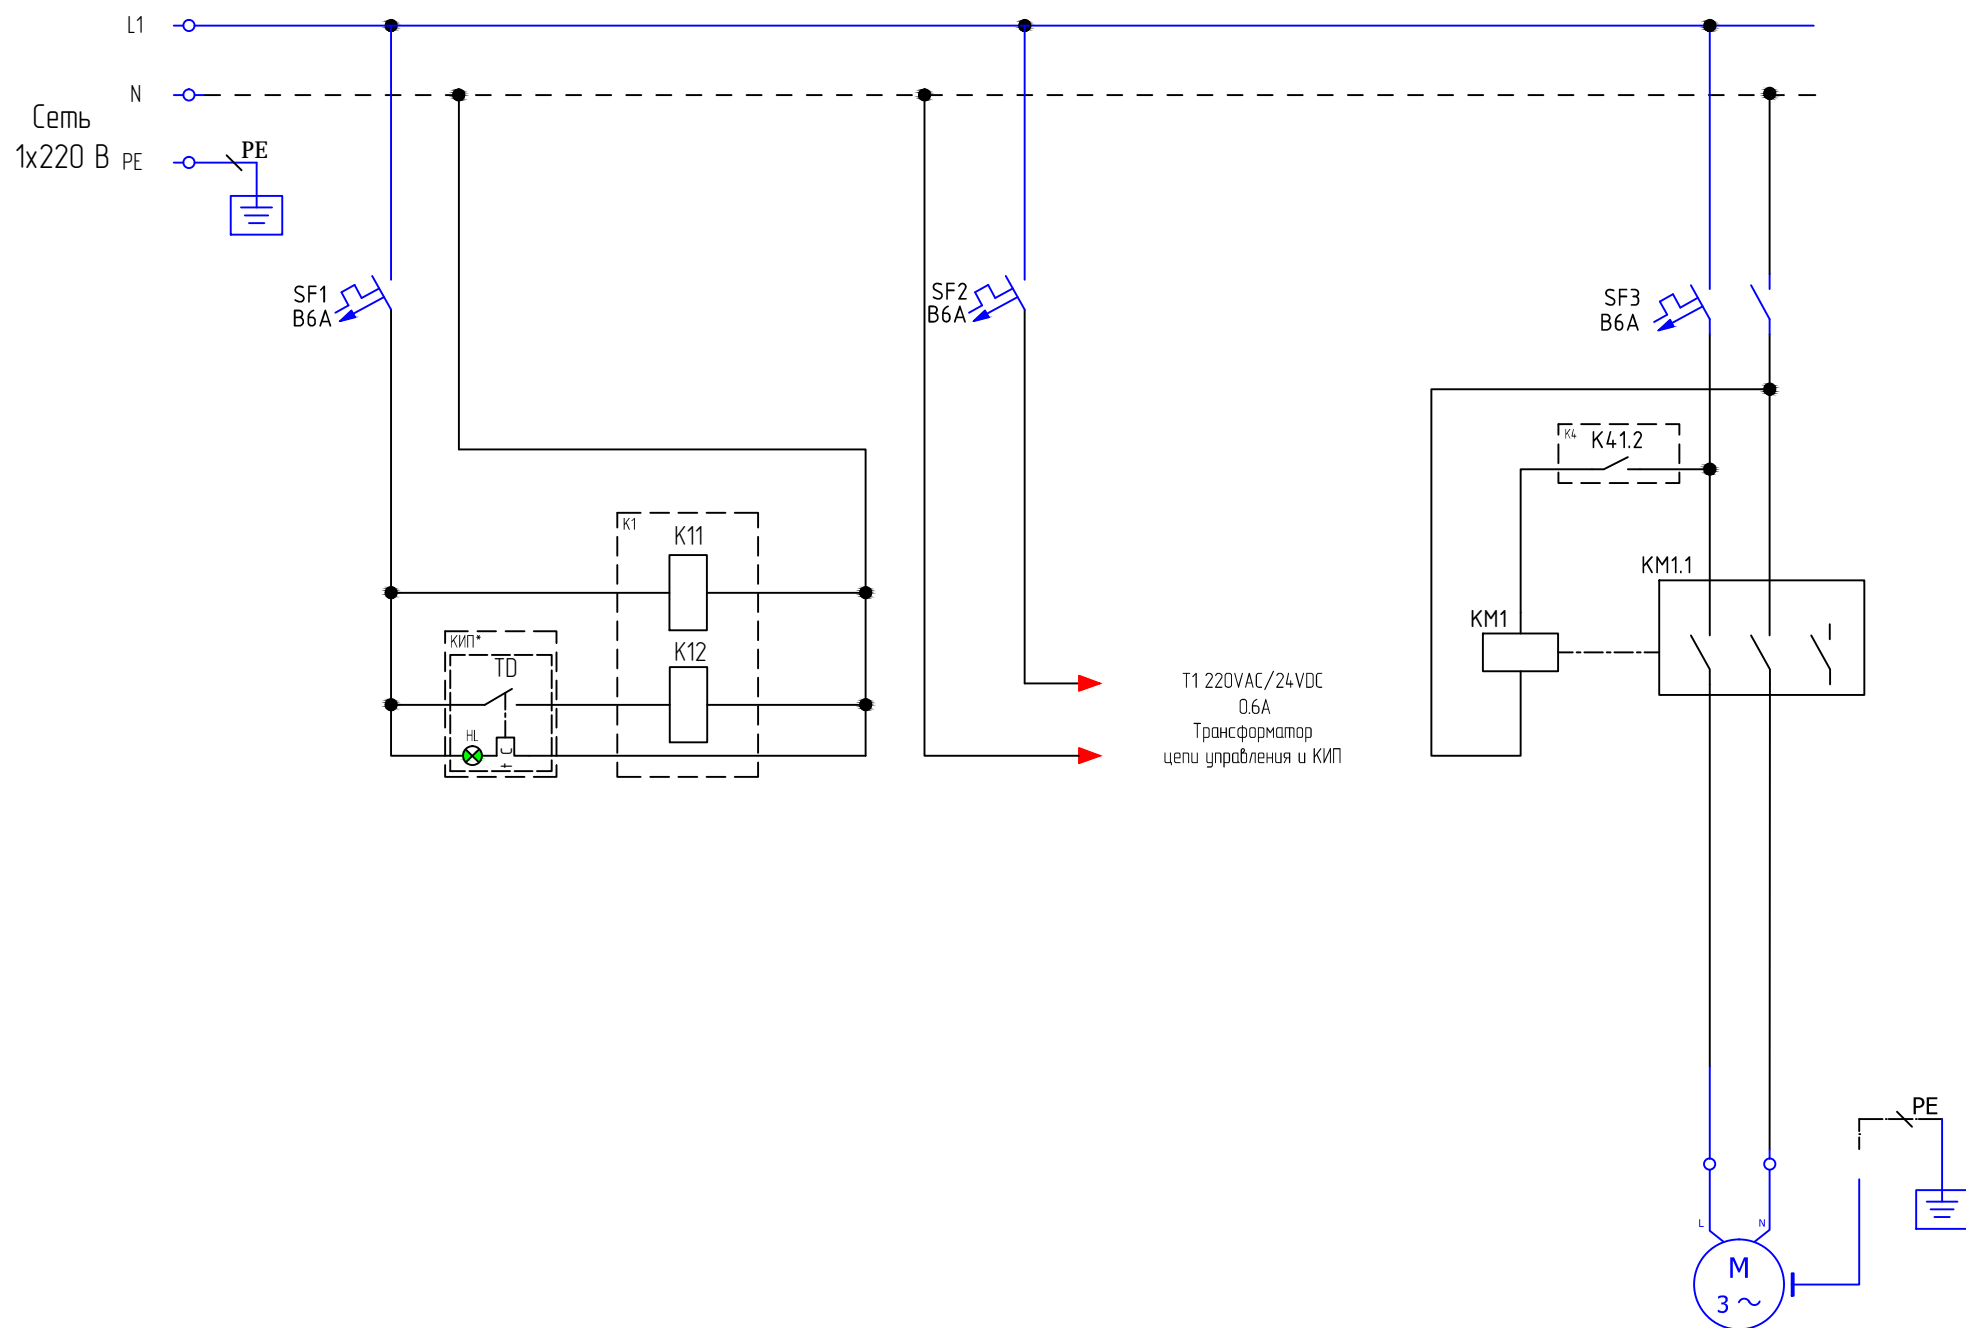 L1
N
Сеть
1x220 В
PE
PE
SF1
B6A
SF2
B6A
SF3
B6A
K4
K41.2
K1
K11
KM1.1
KM1
КИП*
TD
K12
HL
T1 220VAC/24VDC
0.6A
Трансформатор
цепи управления и КИП
PE
L
N
M
3 ~